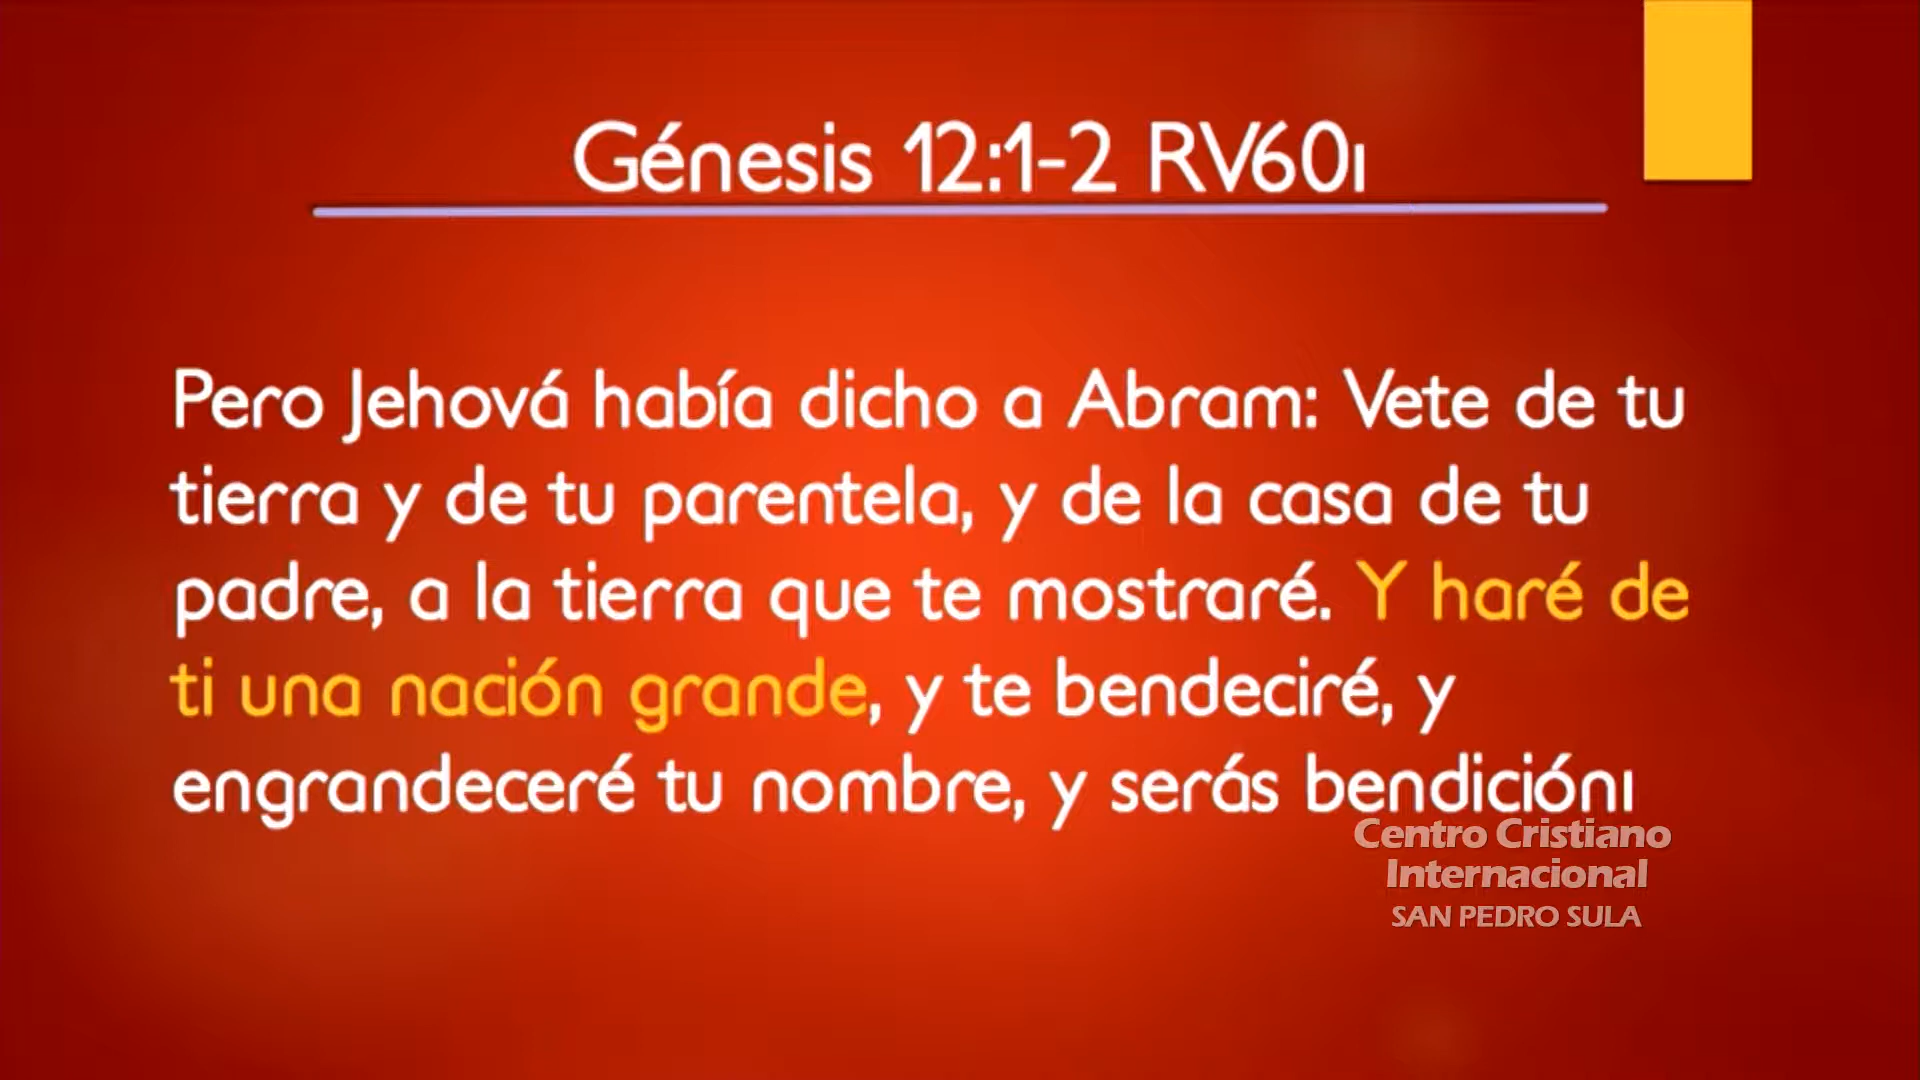 Génesis 12:1-2 RV60ı
Pero Jehová había dicho a Abram: Vete de tu
tierra y de tu parentela, y de la casa de tu
padre, a la tierra que te mostraré. Y haré de
ti una nación grande, y te bendeciré, y
engrandeceré tu nombre, y serás bendiciónı
Centro Cristiano
Internacional
SAN PEDRO SULA